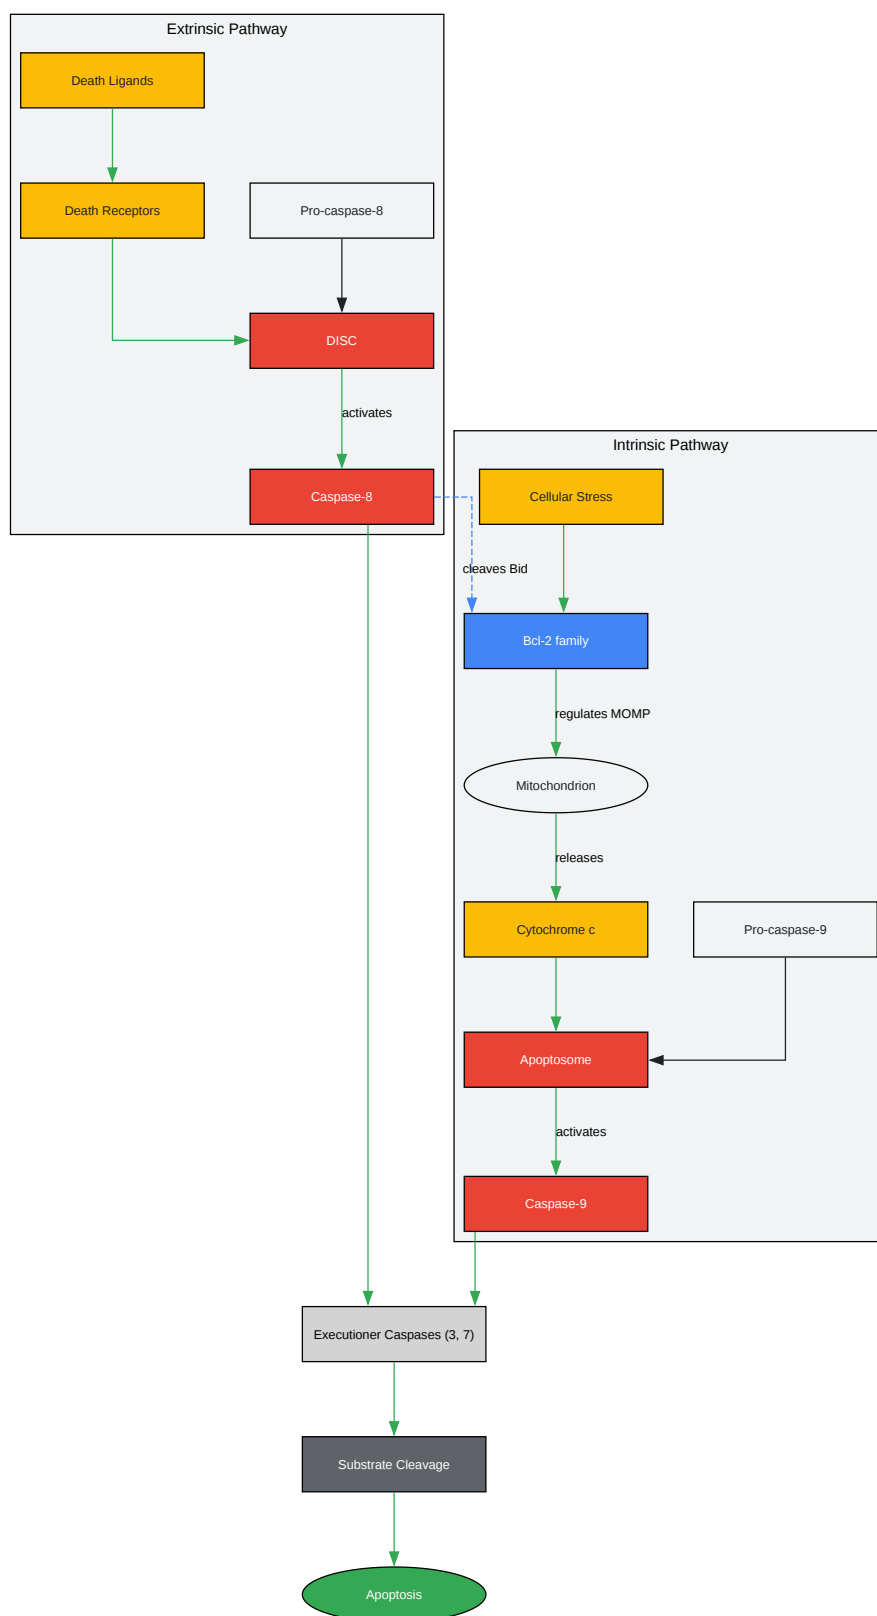 Extrinsic Pathway
Death Ligands
Death Receptors
Pro-caspase-8
DISC
activates
Caspase-8
Intrinsic Pathway
Cellular Stress
cleaves Bid
Bcl-2 family
regulates MOMP
Mitochondrion
releases
Cytochrome c
Pro-caspase-9
Apoptosome
activates
Caspase-9
Executioner Caspases (3, 7)
Substrate Cleavage
Apoptosis